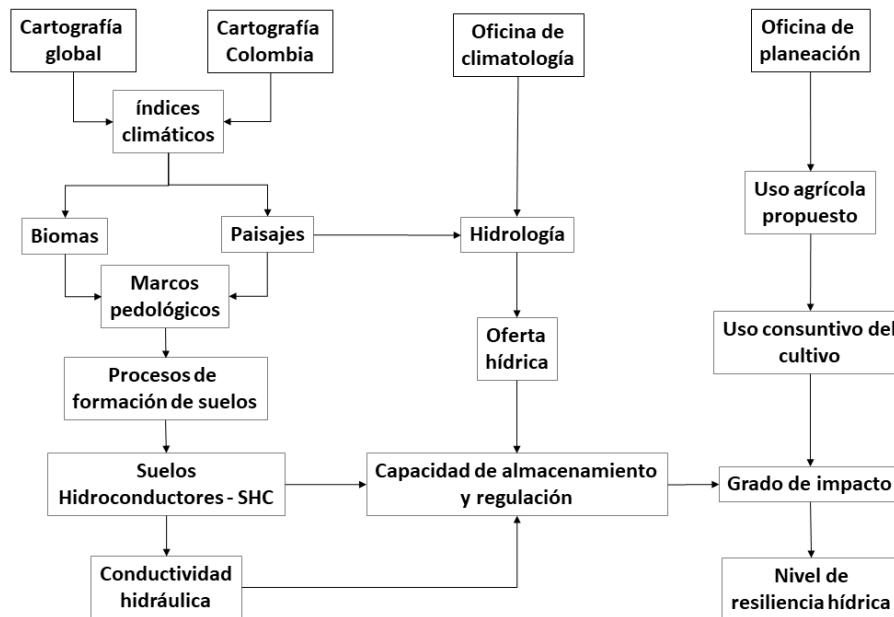 Cartografía
global
Cartografía
Colombia
Oficina de
climatología
Oficina de
planeación
índices
climáticos
Uso agrícola
propuesto
Biomas
Paisajes
Hidrología
Marcos
pedológicos
Oferta
hídrica
Uso consuntivo del
cultivo
Procesos de
formación de suelos
Suelos
Hidroconductores - SHC
Capacidad de almacenamiento
y regulación
Grado de impacto
Conductividad
hidráulica
Nivel de
resiliencia hídrica